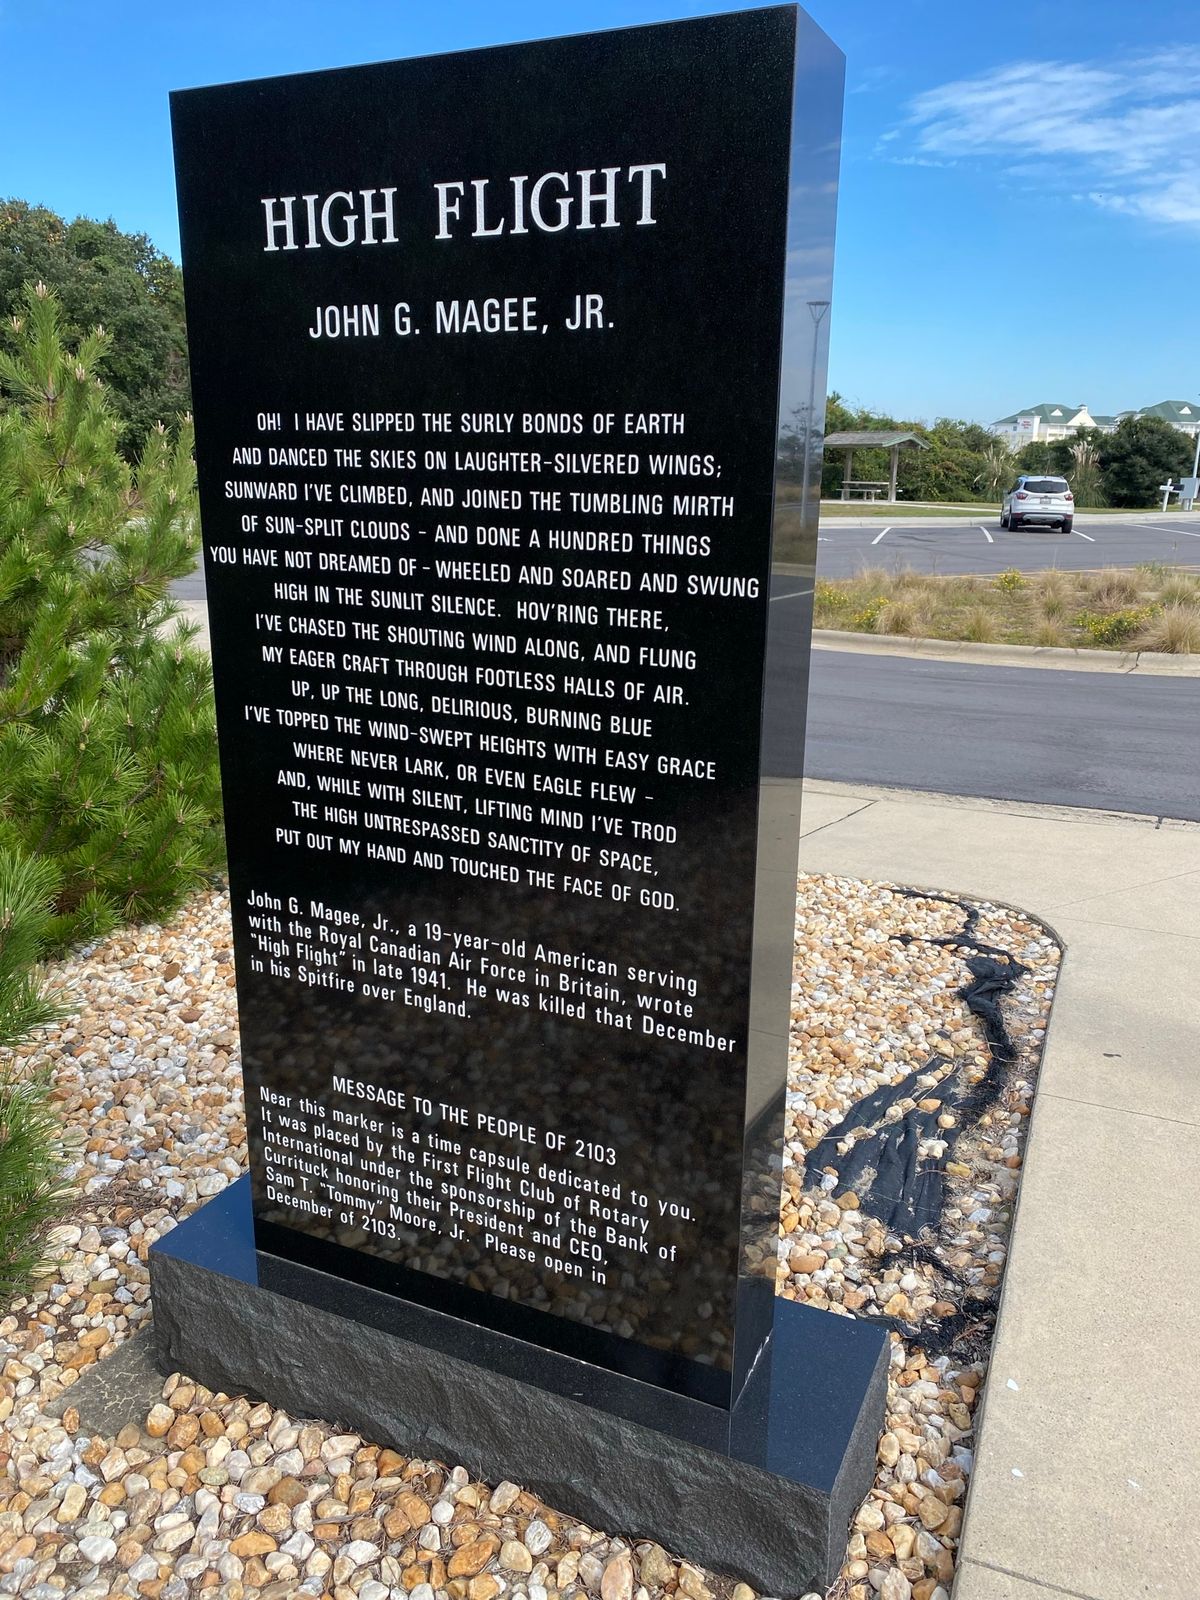 HIGH FLIGHT
JOHN G. MAGEE, JR.
OH! I HAVE SLIPPED THE SURLY BONDS OF EARTH
AND DANCED THE SKIES ON LAUGHTER-SILVERED WINGS;
SUNWARD I'VE CLIMBED, AND JOINED THE TUMBLING MIRTH
OF SUN-SPLIT CLOUDS - AND DONE A HUNDRED THINGS
YOU HAVE NOT DREAMED OF - WHEELED AND SOARED AND SWUNG
HIGH IN THE SUNLIT SILENCE. HOV'RING THERE,
I'VE CHASED THE SHOUTING WIND ALONG, AND FLUNG
MY EAGER CRAFT THROUGH FOOTLESS HALLS OF AIR.
UP, UP THE LONG, DELIRIOUS, BURNING BLUE
I'VE TOPPED THE WIND-SWEPT HEIGHTS WITH EASY GRACE
WHERE NEVER LARK, OR EVEN EAGLE FLEW -
AND, WHILE WITH SILENT, LIFTING MIND I'VE TROD
THE HIGH UNTRESPASSED SANCTITY OF SPACE,
PUT OUT MY HAND AND TOUCHED THE FACE OF GOD.
John G. Magee, Jr., a 19-year-old American serving
with the Royal Canadian Air Force in Britain, wrote
"High Flight" in late 1941. He was killed that December
in his Spitfire over England.
MESSAGE TO THE PEOPLE OF 2103
Near this marker is a time capsule dedicated to you.
It was placed by the First Flight Club of Rotary
International under the sponsorship of the Bank of
Currituck honoring their President and CEO,
Sam T. "Tommy" Moore, Jr. Please open in
December of 2103.